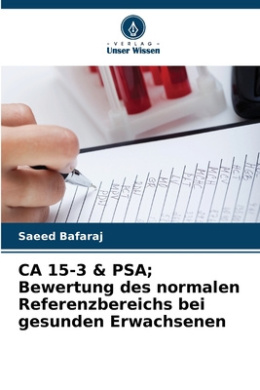 VERLAG
Unser Wissen
Saeed Bafaraj
CA 15-3 & PSA;
Bewertung des normalen
Referenzbereichs bei
gesunden Erwachsenen